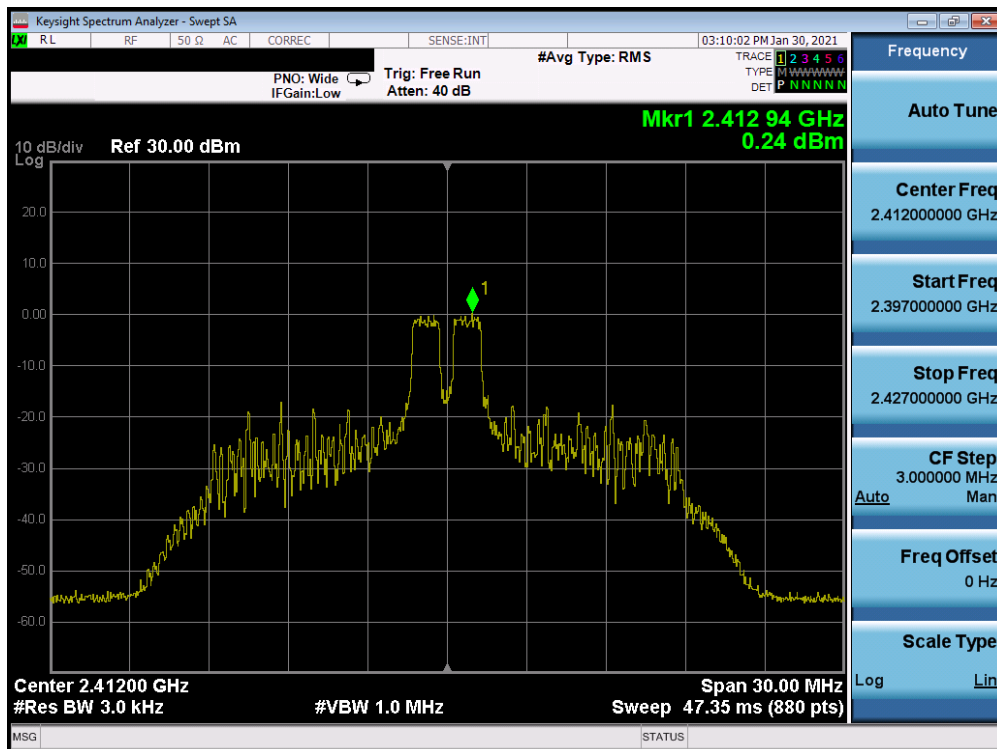 Keysight Spectrum Analyzer - Swept SA
LXI RL RF 50 Ω AC CORREC SENSE:INT 03:10:02 PM Jan 30, 2021
#Avg Type: RMS
TRACE 1 2 3 4 5 6
PNO: Wide Trig: Free Run TYPE M WWWWW
IFGain:Low Atten: 40 dB DET P N N N N N
Mkr1 2.412 94 GHz
0.24 dBm
10 dB/div Ref 30.00 dBm
Log
20.0
10.0
0.00
-10.0
-20.0
-30.0
-40.0
-50.0
-60.0
1
Center 2.41200 GHz Span 30.00 MHz
#Res BW 3.0 kHz #VBW 1.0 MHz Sweep 47.35 ms (880 pts)
MSG STATUS
Frequency
Auto Tune
Center Freq
2.412000000 GHz
Start Freq
2.397000000 GHz
Stop Freq
2.427000000 GHz
CF Step
3.000000 MHz
Auto Man
Freq Offset
0 Hz
Scale Type
Log Lin